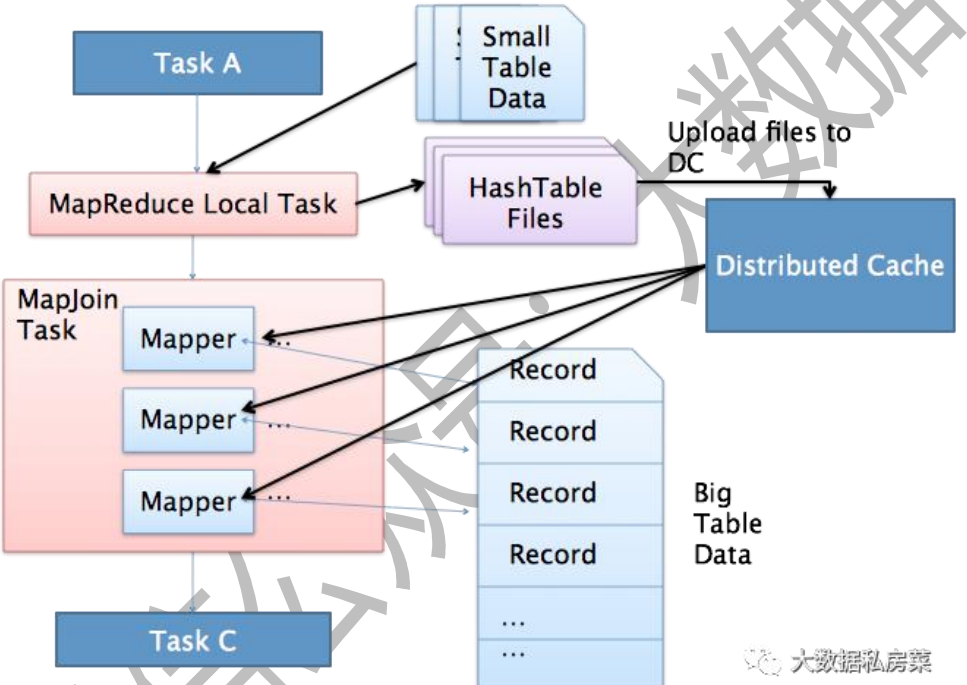 Task A
Small
Table
Data
Upload files to
DC
MapReduce Local Task
HashTable
Files
Distributed Cache
MapJoin
Task
Mapper
...
Mapper
...
Mapper
...
Record
Record
Record
Record
...
...
Big
Table
Data
Task C
大数据私房菜